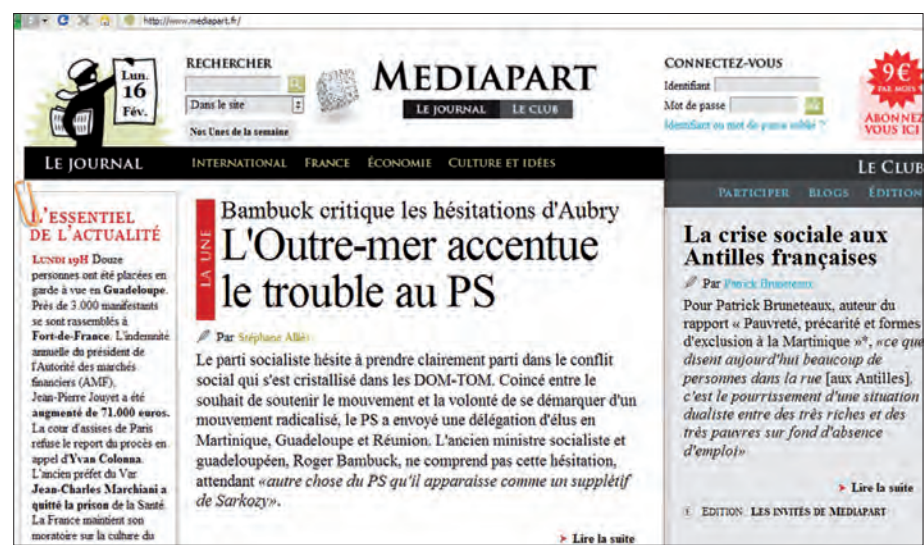 http://www.mediapart.fr/
Lun.
16
Fév.
RECHERCHER
Dans le site
Nos Unes de la semaine
MEDIAPART
LE JOURNAL LE CLUB
CONNECTEZ-VOUS
Identifiant
Mot de passe
Identifiant ou mot de passe oublié ?
9€
PAR MOIS
ABONNEZ
VOUS ICI
LE JOURNAL
INTERNATIONAL FRANCE ÉCONOMIE CULTURE ET IDÉES
LE CLUB
PARTICIPER BLOGS ÉDITION
L'ESSENTIEL
DE L'ACTUALITÉ
LUNDI 19H Douze
personnes ont été placées en
garde à vue en Guadeloupe.
Près de 3.000 manifestants
se sont rassemblés à
Fort-de-France. L'indemnité
annuelle du président de
l'Autorité des marchés
financiers (AMF),
Jean-Pierre Jouyet a été
augmenté de 71.000 euros.
La cour d'assises de Paris
refuse le report du procès en
appel d'Yvan Colonna.
L'ancien préfet du Var
Jean-Charles Marchiani a
quitté la prison de la Santé.
La France maintient son
moratoire sur la culture du
LA UNE
Bambuck critique les hésitations d'Aubry
L'Outre-mer accentue
le trouble au PS
Par Stéphane Alliès
Le parti socialiste hésite à prendre clairement parti dans le conflit
social qui s'est cristallisé dans les DOM-TOM. Coincé entre le
souhait de soutenir le mouvement et la volonté de se démarquer d'un
mouvement radicalisé, le PS a envoyé une délégation d'élus en
Martinique, Guadeloupe et Réunion. L'ancien ministre socialiste et
guadeloupéen, Roger Bambuck, ne comprend pas cette hésitation,
attendant «autre chose du PS qu'il apparaisse comme un supplétif
de Sarkozy».
Lire la suite
La crise sociale aux
Antilles françaises
Par Patrick Bruneteaux
Pour Patrick Bruneteaux, auteur du
rapport « Pauvreté, précarité et formes
d'exclusion à la Martinique »*, «ce que
disent aujourd'hui beaucoup de
personnes dans la rue [aux Antilles],
c'est le pourrissement d'une situation
dualiste entre des très riches et des
très pauvres sur fond d'absence
d'emploi»
Lire la suite
EDITION : LES INVITÉS DE MEDIAPART